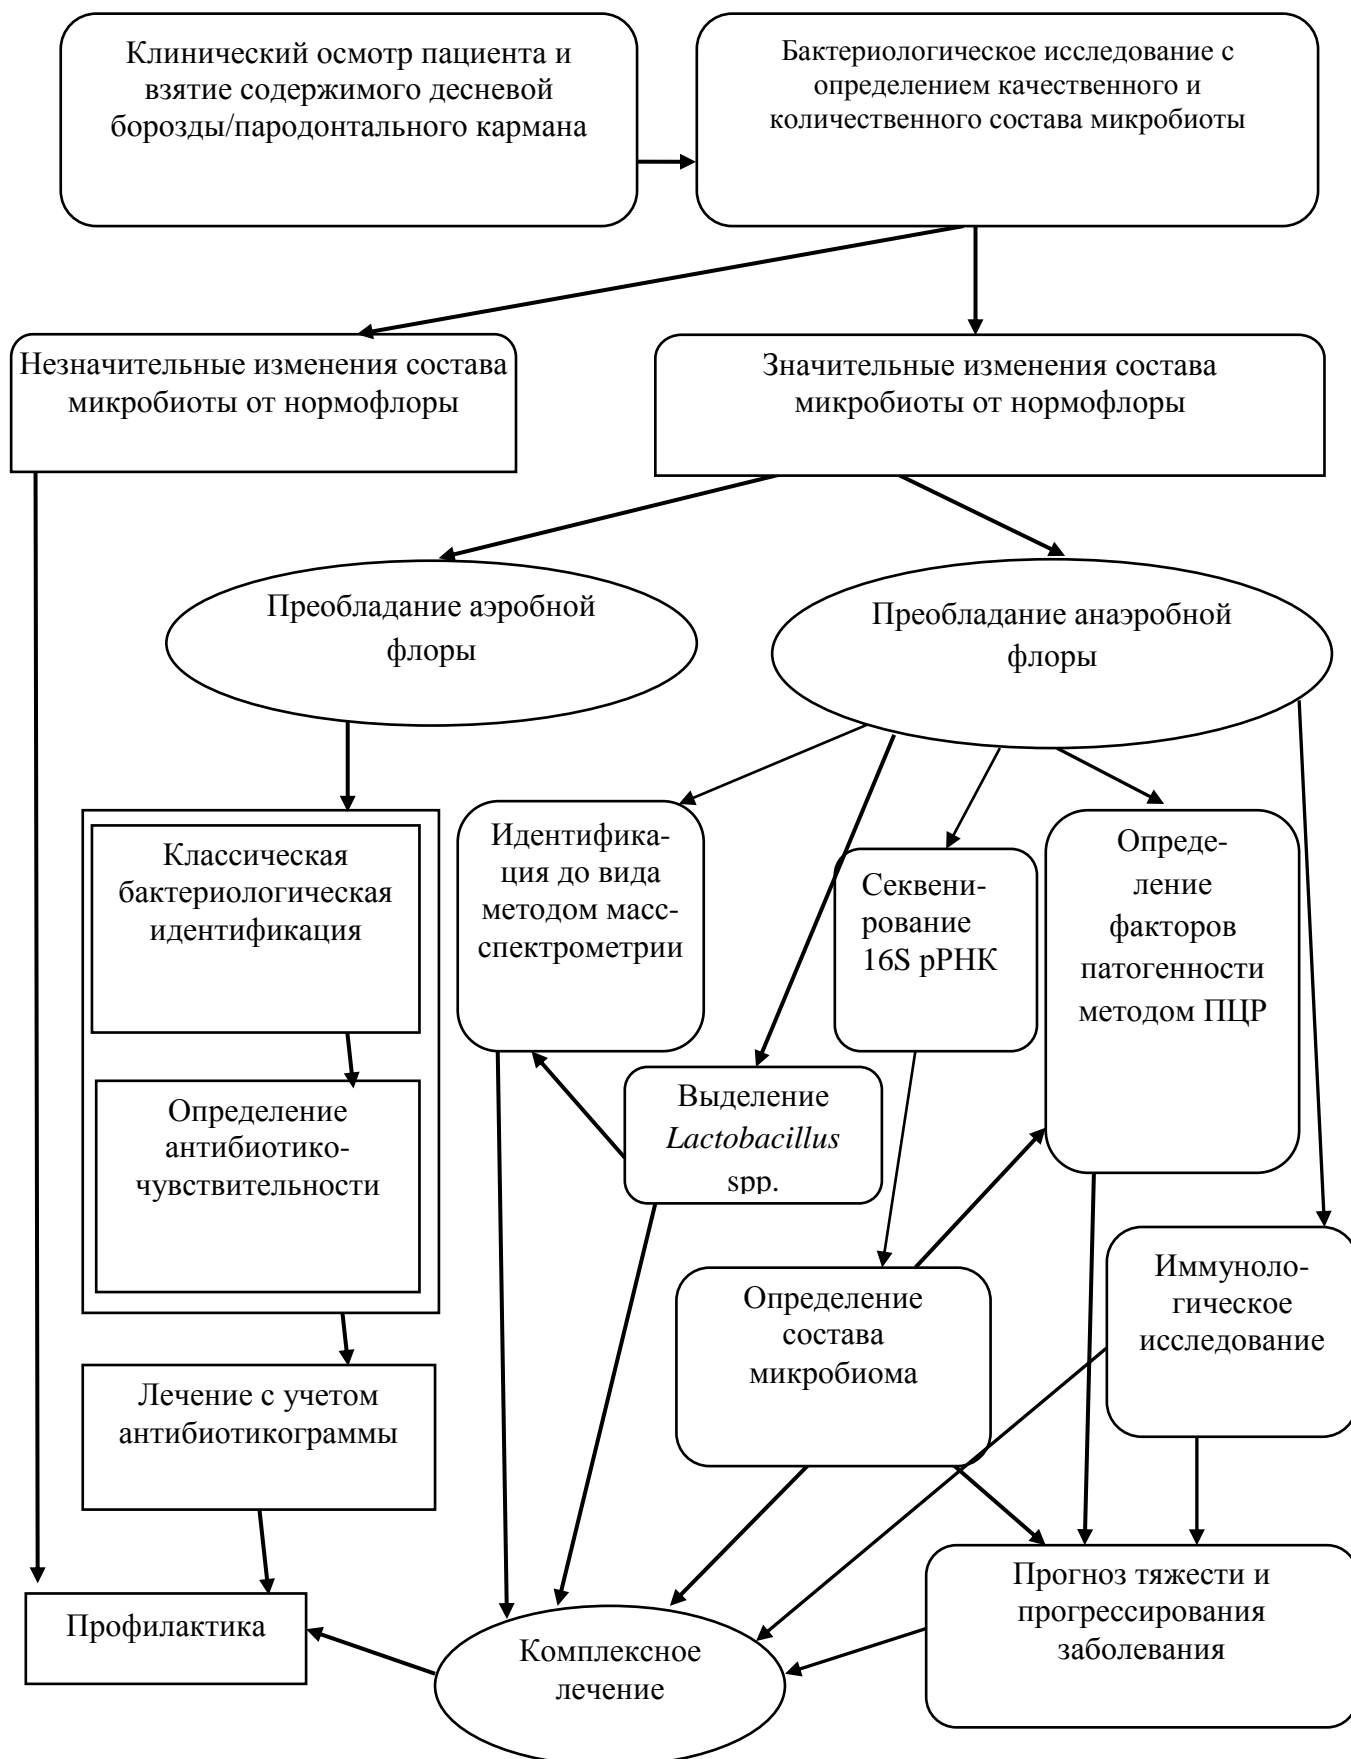 Клинический осмотр пациента и
взятие содержимого десневой
борозды/пародонтального кармана
Бактериологическое исследование с
определением качественного и
количественного состава микробиоты
Незначительные изменения состава
микробиоты от нормофлоры
Значительные изменения состава
микробиоты от нормофлоры
Преобладание аэробной
флоры
Преобладание анаэробной
флоры
Классическая
бактериологическая
идентификация
Идентифика-
ция до вида
методом масс-
спектрометрии
Секвени-
рование
16S рРНК
Опреде-
ление
факторов
патогенности
методом ПЦР
Определение
антибиотико-
чувствительности
Выделение
Lactobacillus
spp.
Определение
состава
микробиома
Иммуноло-
гическое
исследование
Лечение с учетом
антибиотикограммы
Профилактика
Комплексное
лечение
Прогноз тяжести и
прогрессирования
заболевания